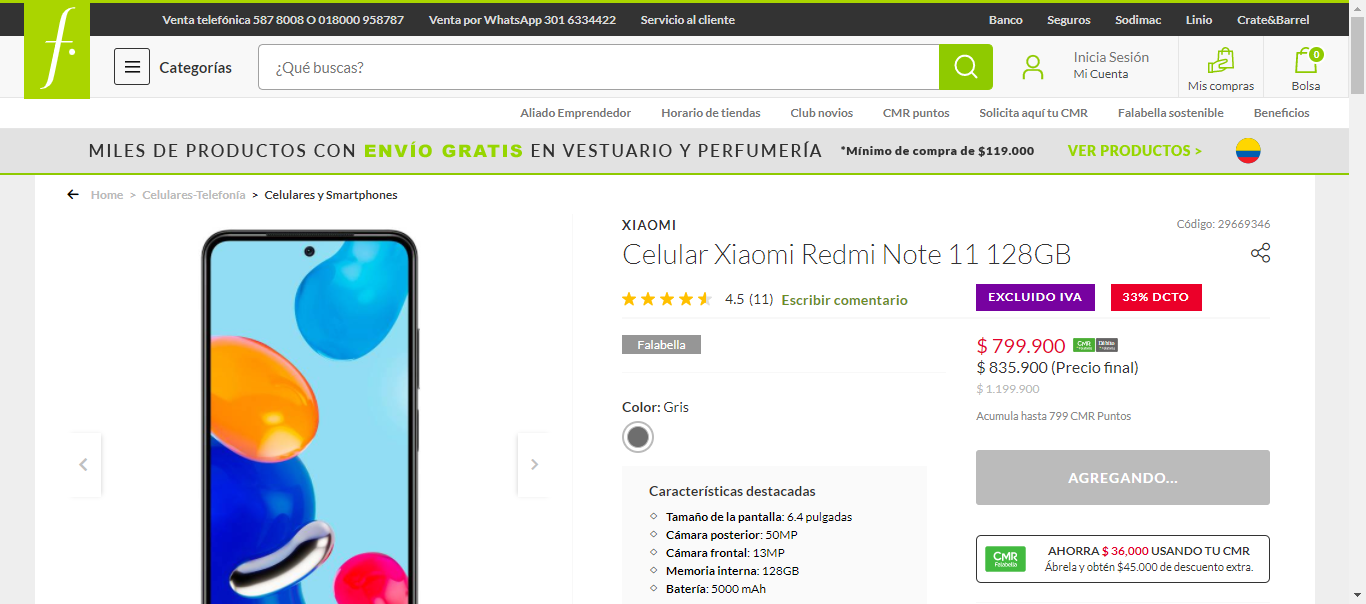 Venta telefónica 587 8008 O 018000 958787 Venta por WhatsApp 301 6334422 Servicio al cliente Banco Seguros Sodimac Linio Crate&Barrel
f.
Categorías ¿Qué buscas? Inicia Sesión
Mi Cuenta
Mis compras
0
Bolsa
Aliado Emprendedor Horario de tiendas Club novios CMR puntos Solicita aquí tu CMR Falabella sostenible Beneficios
MILES DE PRODUCTOS CON ENVÍO GRATIS EN VESTUARIO Y PERFUMERÍA *Mínimo de compra de $119.000 VER PRODUCTOS >
Home > Celulares-Telefonía > Celulares y Smartphones
XIAOMI
Código: 29669346
Celular Xiaomi Redmi Note 11 128GB
4.5 (11) Escribir comentario
EXCLUIDO IVA 33% DCTO
Falabella
$ 799.900 CMR
$ 835.900 (Precio final)
$ 1.199.900
Acumula hasta 799 CMR Puntos
Color: Gris
AGREGANDO...
Características destacadas
Tamaño de la pantalla: 6.4 pulgadas
Cámara posterior: 50MP
Cámara frontal: 13MP
Memoria interna: 128GB
Batería: 5000 mAh
CMR
Falabella
AHORRA $ 36,000 USANDO TU CMR
Ábrela y obtén $45.000 de descuento extra.